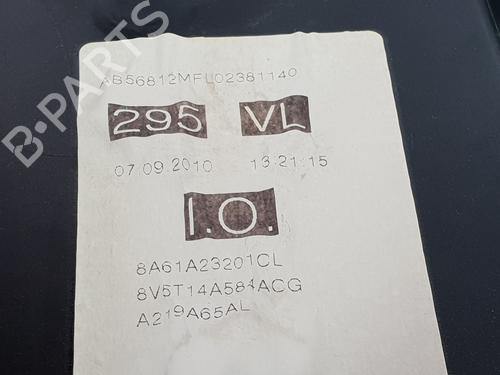 AB56812MFL02381140
295 VL
07.09.2010 13:21:15
I.O.
8A61A23201CL
8V5T14A584ACG
A219A65AL
B-Parts